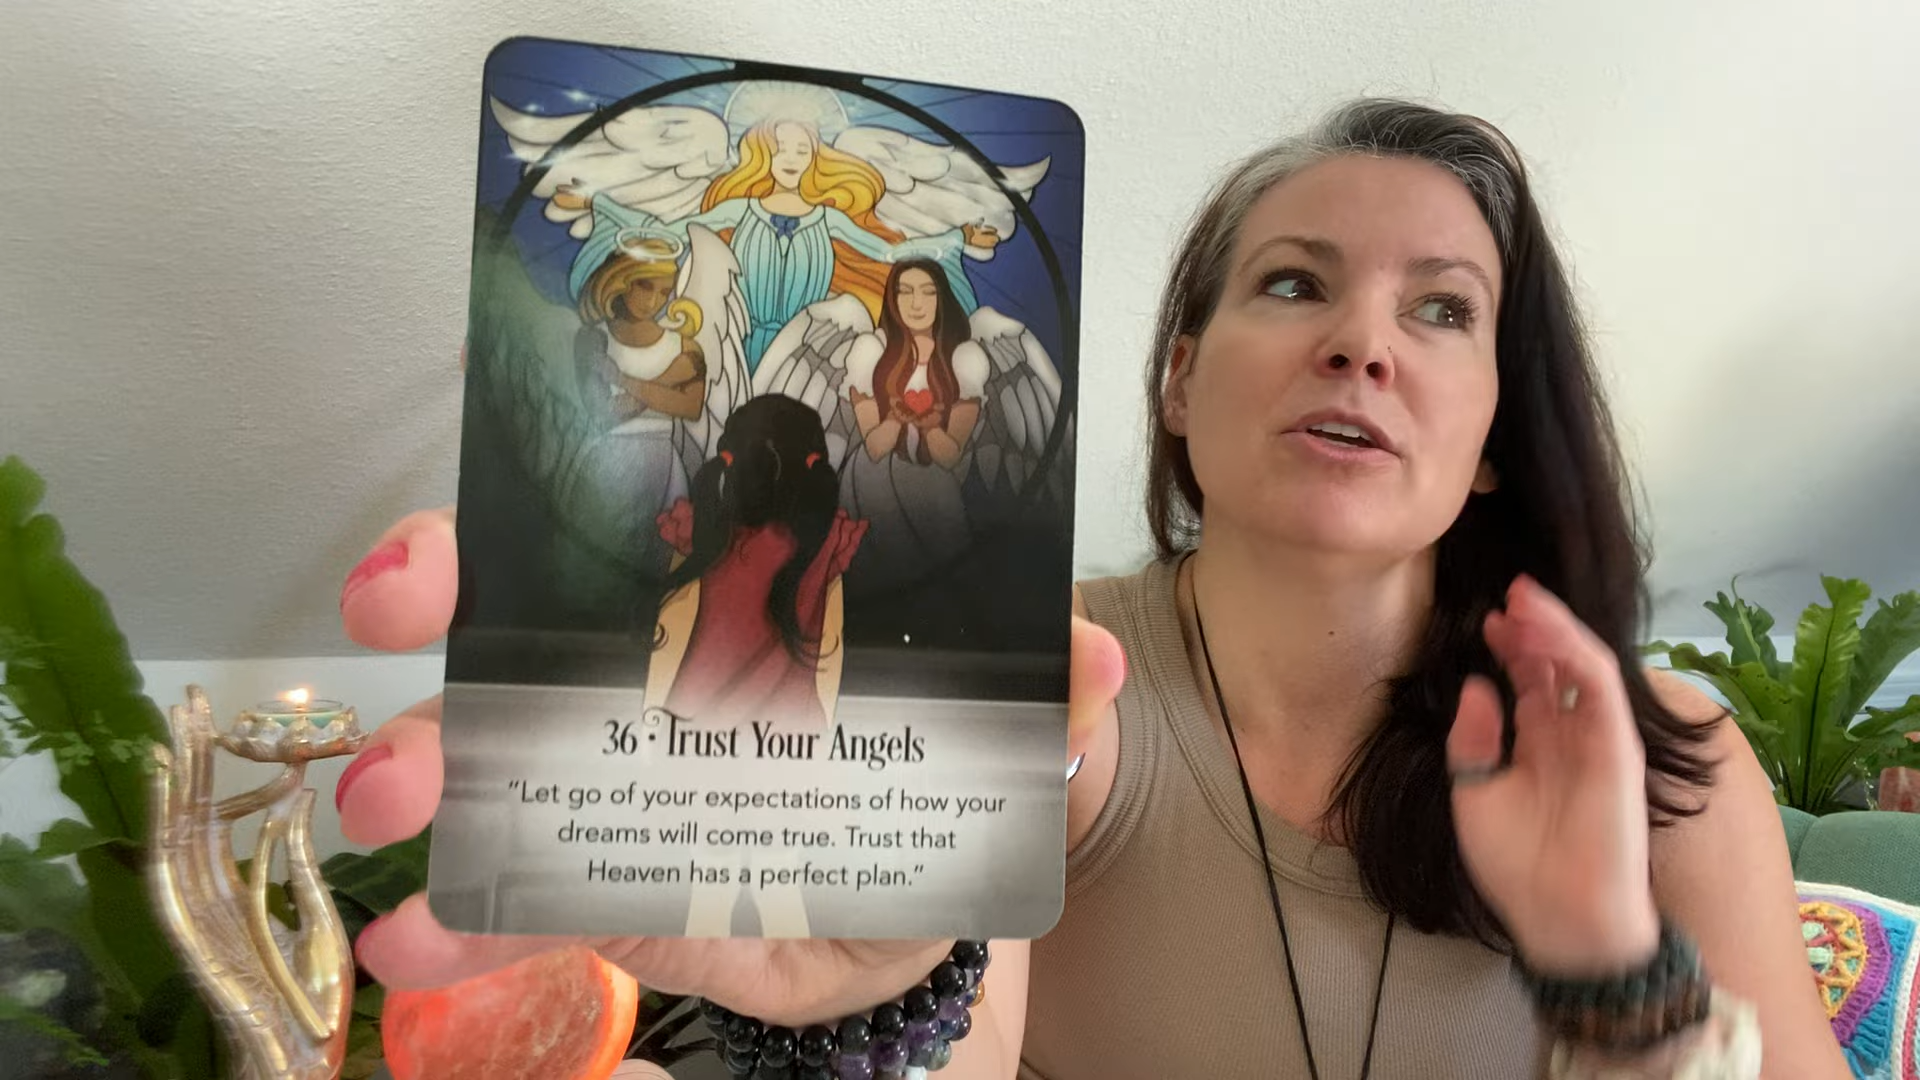 36 · Trust Your Angels
“Let go of your expectations of how your
dreams will come true. Trust that
Heaven has a perfect plan.”